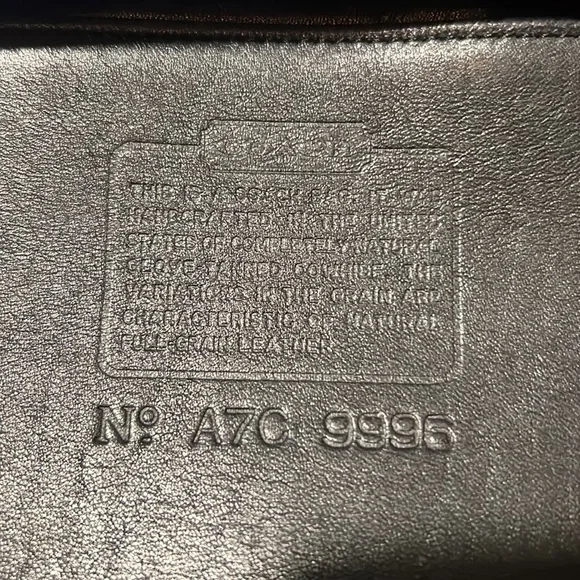 COACH
THIS IS A COACH BAG. IT WAS
HANDCRAFTED IN THE UNITED
STATES OF COMPLETELY NATURAL
GLOVE TANNED COWHIDE. THE
VARIATIONS IN THE GRAIN ARE
CHARACTERISTIC OF NATURAL
FULL-GRAIN LEATHER.
Nº A7C 9995